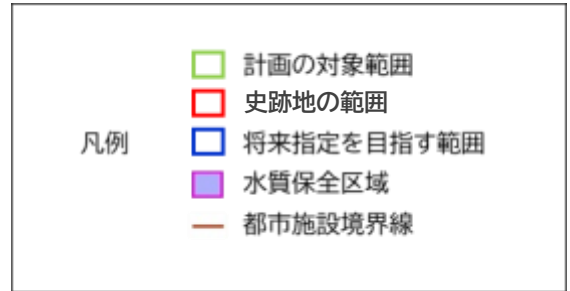 計画の対象範囲
史跡地の範囲
凡例
将来指定を目指す範囲
水質保全区域
都市施設境界線